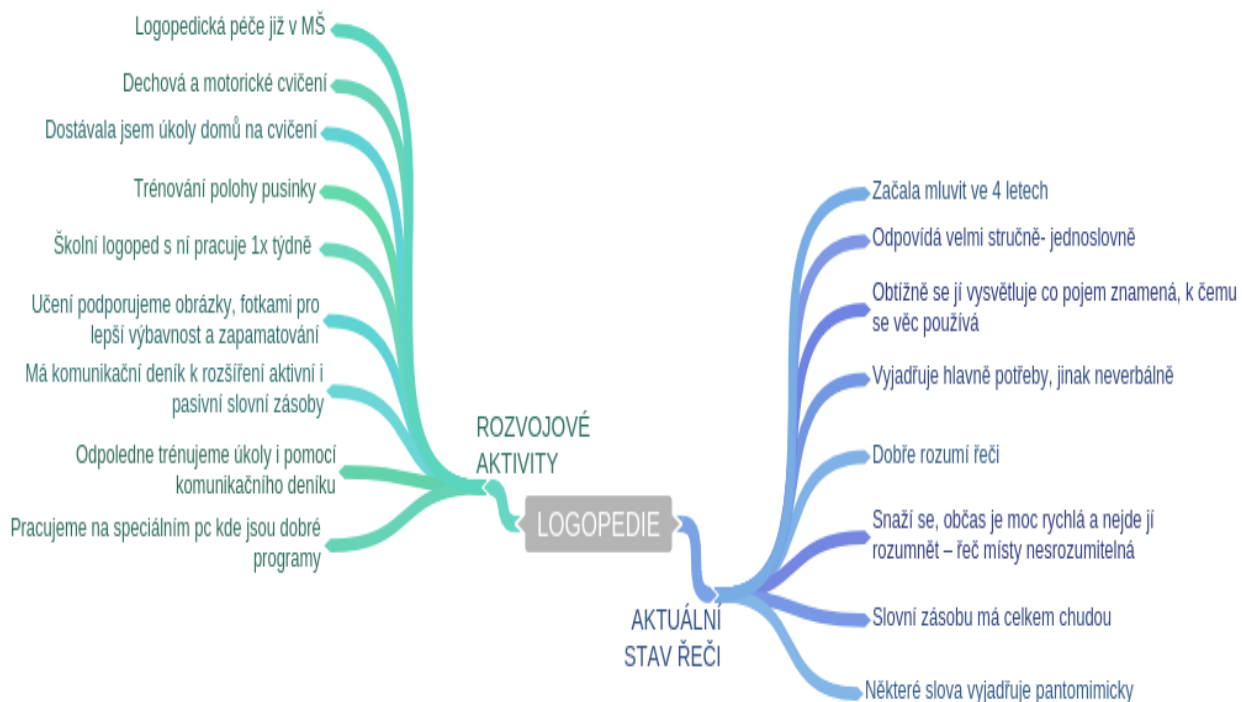 Logopedická péče již v MŠ
Dechová a motorické cvičení
Dostávala jsem úkoly domů na cvičení
Trénování polohy pusinky
Školní logoped s ní pracuje 1x týdně
Učení podporujeme obrázky, fotkami pro
lepší výbavnost a zapamatování
Má komunikační deník k rozšíření aktivní i
pasivní slovní zásoby
Odpoledne trénujeme úkoly i pomocí
komunikačního deníku
Pracujeme na speciálním pc kde jsou dobré
programy
ROZVOJOVÉ
AKTIVITY
LOGOPEDIE
AKTUÁLNÍ
STAV ŘEČI
Začala mluvit ve 4 letech
Odpovídá velmi stručně- jednoslovně
Obtížně se jí vysvětluje co pojem znamená, k čemu
se věc používá
Vyjadřuje hlavně potřeby, jinak neverbálně
Dobře rozumí řeči
Snaží se, občas je moc rychlá a nejde jí
rozumnět – řeč místy nesrozumitelná
Slovní zásobu má celkem chudou
Některé slova vyjadřuje pantomimicky